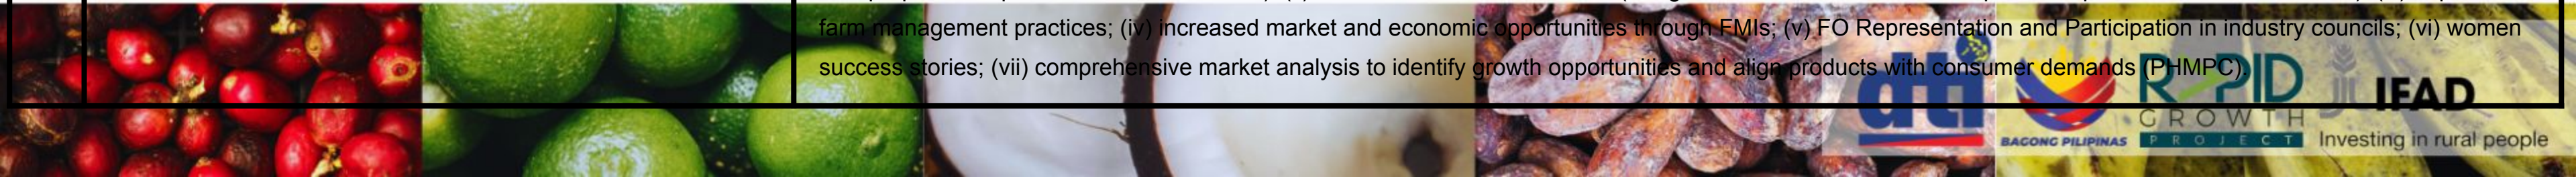 farm management practices; (iv) increased market and economic opportunities through FMIs; (v) FO Representation and Participation in industry councils; (vi) women
success stories; (vii) comprehensive market analysis to identify growth opportunities and align products with consumer demands (PHMPC).
dti
BAGONG PILIPINAS
RAPID
GROWTH
PROJECT
JLIFAD
Investing in rural people